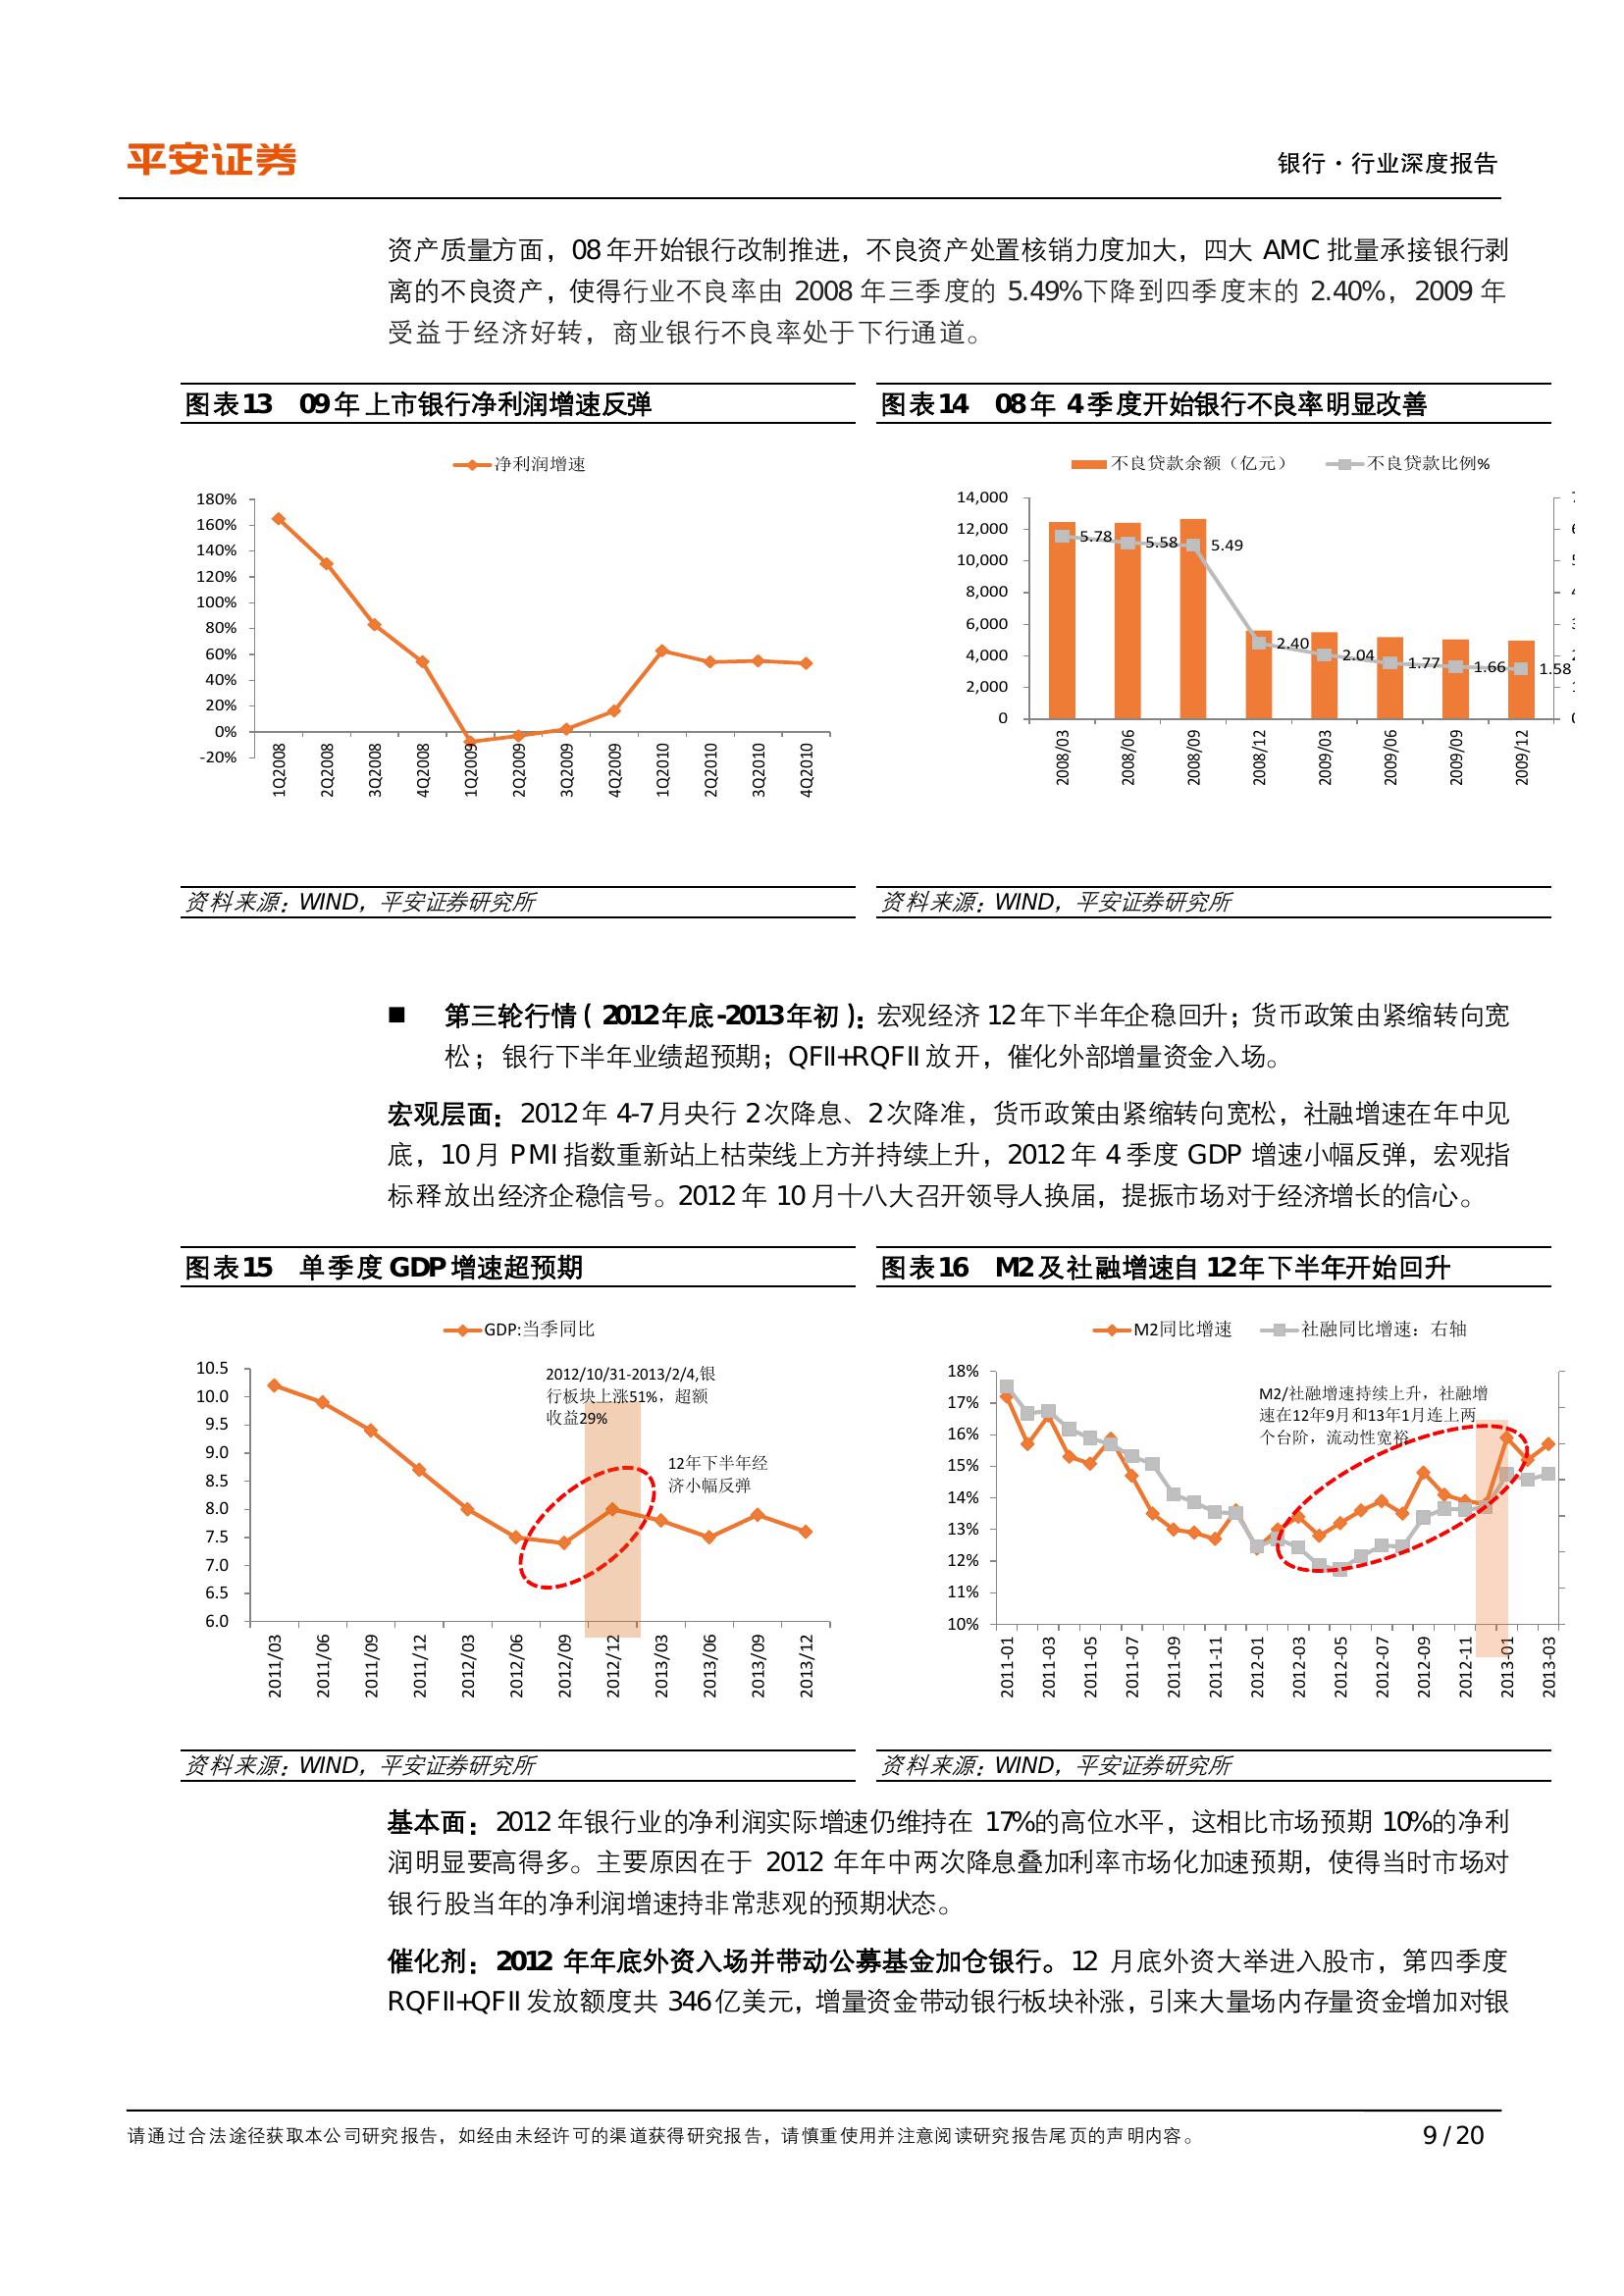 平安证券
银行·行业深度报告
资产质量方面，08 年开始银行改制推进，不良资产处置核销力度加大，四大 AMC 批量承接银行剥
离的不良资产，使得行业不良率由 2008 年三季度的 5.49%下降到四季度末的 2.40%，2009 年
受益于经济好转，商业银行不良率处于下行通道。
图表13 09年上市银行净利润增速反弹
净利润增速
180%
160%
140%
120%
100%
80%
60%
40%
20%
0%
-20%
1Q2008
2Q2008
3Q2008
4Q2008
1Q2009
2Q2009
3Q2009
4Q2009
1Q2010
2Q2010
3Q2010
4Q2010
资料来源：WIND，平安证券研究所
图表14 08年 4季度开始银行不良率明显改善
不良贷款余额（亿元） 不良贷款比例%
14,000
12,000
10,000
8,000
6,000
4,000
2,000
0
5.78
5.58
5.49
2.40
2.04
1.77
1.66
1.58
2008/03
2008/06
2008/09
2008/12
2009/03
2009/06
2009/09
2009/12
资料来源：WIND，平安证券研究所
■ 第三轮行情（2012年底-2013年初）：宏观经济 12年下半年企稳回升；货币政策由紧缩转向宽
松；银行下半年业绩超预期；QFII+RQFII 放开，催化外部增量资金入场。
宏观层面：2012年 4-7月央行 2次降息、2次降准，货币政策由紧缩转向宽松，社融增速在年中见
底，10 月 PMI 指数重新站上枯荣线上方并持续上升，2012 年 4 季度 GDP 增速小幅反弹，宏观指
标释放出经济企稳信号。2012 年 10 月十八大召开领导人换届，提振市场对于经济增长的信心。
图表15 单季度 GDP 增速超预期
GDP:当季同比
10.5
10.0
9.5
9.0
8.5
8.0
7.5
7.0
6.5
6.0
2012/10/31-2013/2/4,银
行板块上涨51%，超额
收益29%
12年下半年经
济小幅反弹
2011/03
2011/06
2011/09
2011/12
2012/03
2012/06
2012/09
2012/12
2013/03
2013/06
2013/09
2013/12
资料来源：WIND，平安证券研究所
图表16 M2 及社融增速自 12年下半年开始回升
M2同比增速 社融同比增速：右轴
18%
17%
16%
15%
14%
13%
12%
11%
10%
M2/社融增速持续上升，社融增
速在12年9月和13年1月连上两
个台阶，流动性宽裕
2011-01
2011-03
2011-05
2011-07
2011-09
2011-11
2012-01
2012-03
2012-05
2012-07
2012-09
2012-11
2013-01
2013-03
资料来源：WIND，平安证券研究所
基本面：2012 年银行业的净利润实际增速仍维持在 17%的高位水平，这相比市场预期 10%的净利
润明显要高得多。主要原因在于 2012 年年中两次降息叠加利率市场化加速预期，使得当时市场对
银行股当年的净利润增速持非常悲观的预期状态。
催化剂：2012 年年底外资入场并带动公募基金加仓银行。12 月底外资大举进入股市，第四季度
RQFII+QFII 发放额度共 346亿美元，增量资金带动银行板块补涨，引来大量场内存量资金增加对银
请通过合法途径获取本公司研究报告，如经由未经许可的渠道获得研究报告，请慎重使用并注意阅读研究报告尾页的声明内容。
9 / 20